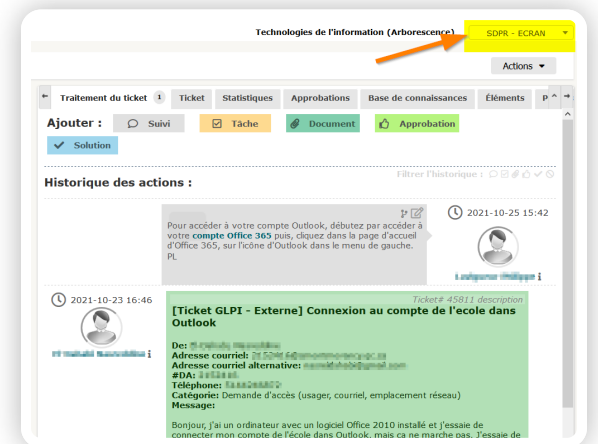 Technologies de l'information (Arborescence)
SDPR - ECRAN
Actions
Traitement du ticket 1 Ticket Statistiques Approbations Base de connaissances Éléments P
Ajouter :
Suivi
Tâche
Document
Approbation
Solution
Filtrer l'historique :
Historique des actions :
2021-10-25 15:42
Pour accéder à votre compte Outlook, débutez par accéder à
votre compte Office 365 puis, cliquez dans la page d'accueil
d'Office 365, sur l'icône d'Outlook dans le menu de gauche.
PL
2021-10-23 16:46
Ticket# 45811 description
[Ticket GLPI - Externe] Connexion au compte de l'ecole dans
Outlook
De:
Adresse courriel:
Adresse courriel alternative:
#DA:
Téléphone:
Catégorie: Demande d'accès (usager, courriel, emplacement réseau)
Message:
Bonjour, j'ai un ordinateur avec un logiciel Office 2010 installé et j'essaie de
connecter mon compte de l'école dans Outlook, mais ca ne marche pas. J'essaie de